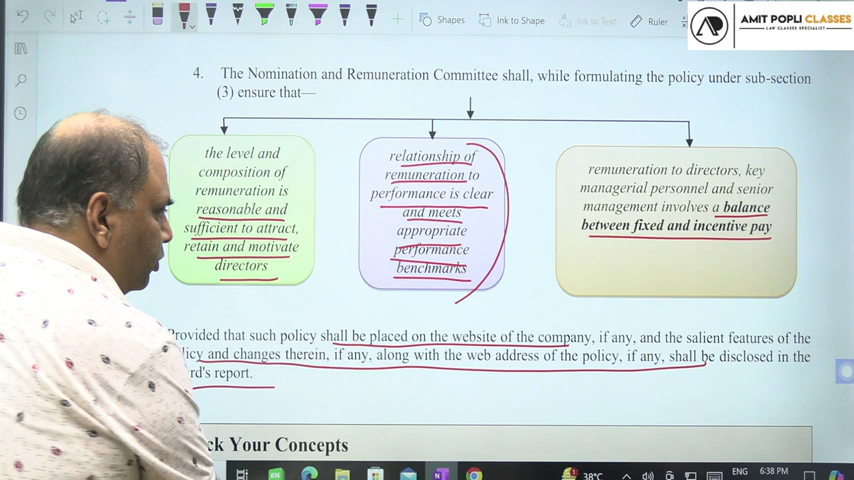 Shapes
Ink to Shape
Ink to Text
Ruler
AMIT POPLI CLASSES
LAW CLASSES SPECIALIST
4. The Nomination and Remuneration Committee shall, while formulating the policy under sub-section
(3) ensure that—
the level and
composition of
remuneration is
reasonable and
sufficient to attract,
retain and motivate
directors
relationship of
remuneration to
performance is clear
and meets
appropriate
performance
benchmarks
remuneration to directors, key
managerial personnel and senior
management involves a balance
between fixed and incentive pay
Provided that such policy shall be placed on the website of the company, if any, and the salient features of the
licy and changes therein, if any, along with the web address of the policy, if any, shall be disclosed in the
rd's report.
ck Your Concepts
38°C
ENG
6:38 PM